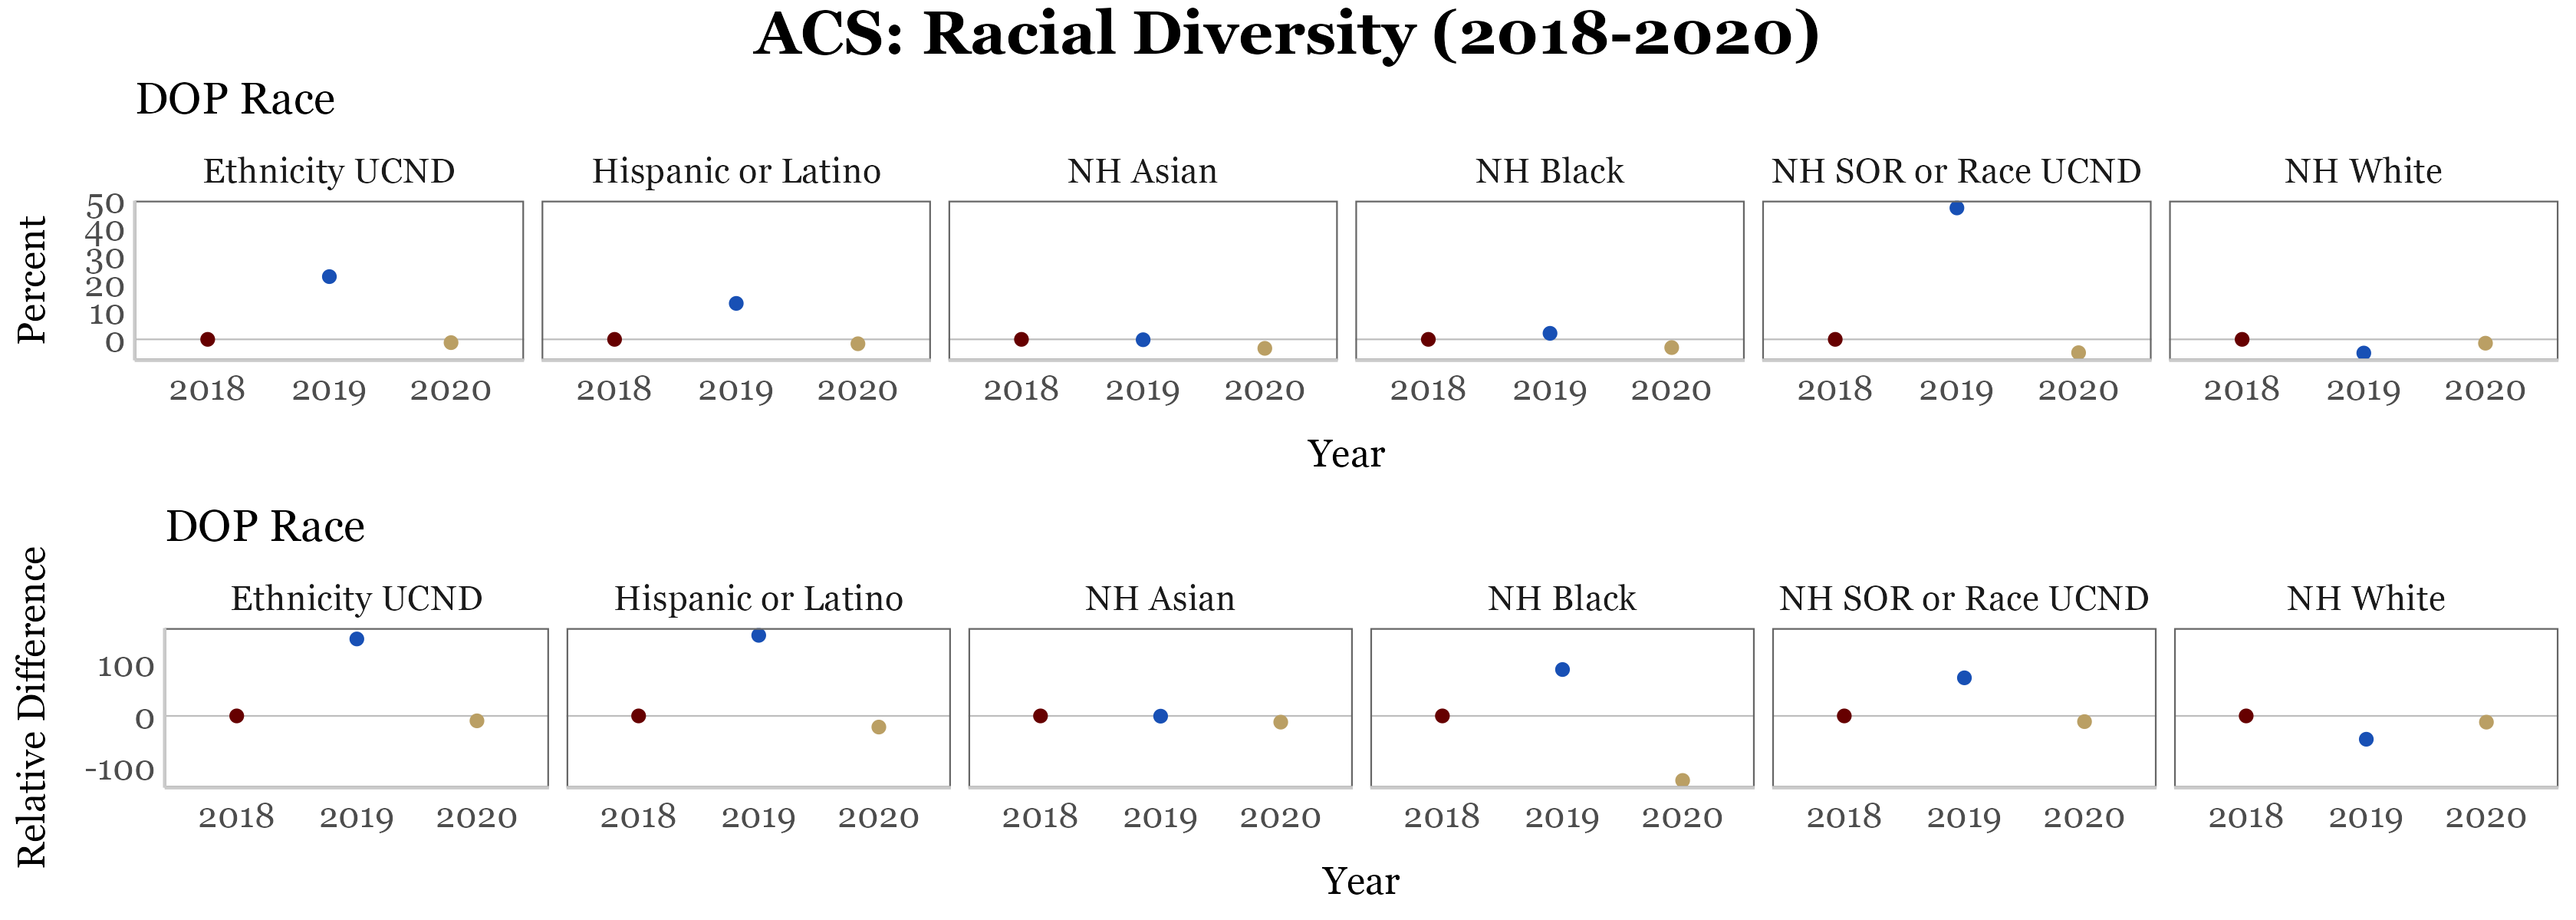 ACS: Racial Diversity (2018-2020)
DOP Race
Ethnicity UCND
Hispanic or Latino
NH Asian
NH Black
NH SOR or Race UCND
NH White
Percent
50
40
30
20
10
0
2018 2019 2020
2018 2019 2020
2018 2019 2020
2018 2019 2020
2018 2019 2020
2018 2019 2020
Year
DOP Race
Ethnicity UCND
Hispanic or Latino
NH Asian
NH Black
NH SOR or Race UCND
NH White
Relative Difference
100
0
-100
2018 2019 2020
2018 2019 2020
2018 2019 2020
2018 2019 2020
2018 2019 2020
2018 2019 2020
Year